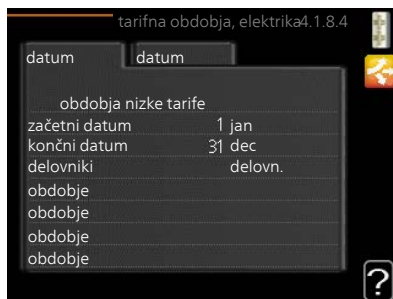 tarifna obdobja, elektrika4.1.8.4
datum datum
obdobja nizke tarife
začetni datum 1 jan
končni datum 31 dec
delovniki delovn.
obdobje
obdobje
obdobje
obdobje
?